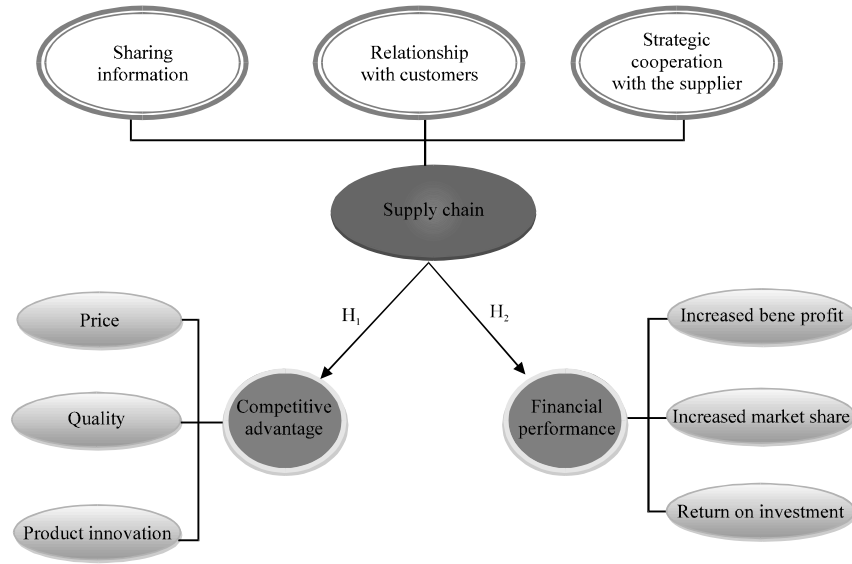 Sharing
information
Relationship
with customers
Strategic
cooperation
with the supplier
Supply chain
H₁
H₂
Price
Quality
Product innovation
Competitive
advantage
Financial
performance
Increased bene profit
Increased market share
Return on investment